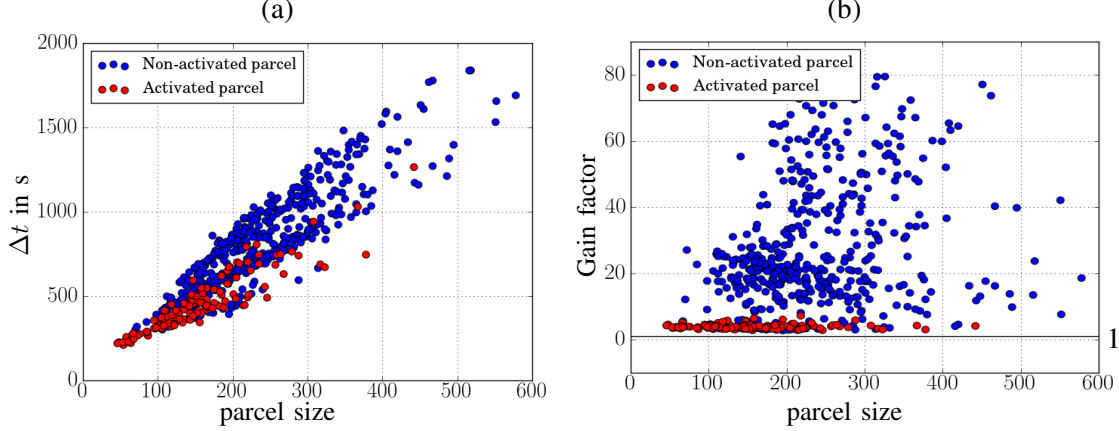 (a)
2000
1500
1000
500
0
Δt in s
Non-activated parcel
Activated parcel
0 100 200 300 400 500 600
parcel size
(b)
80
60
40
20
0
Gain factor
Non-activated parcel
Activated parcel
1
0 100 200 300 400 500 600
parcel size